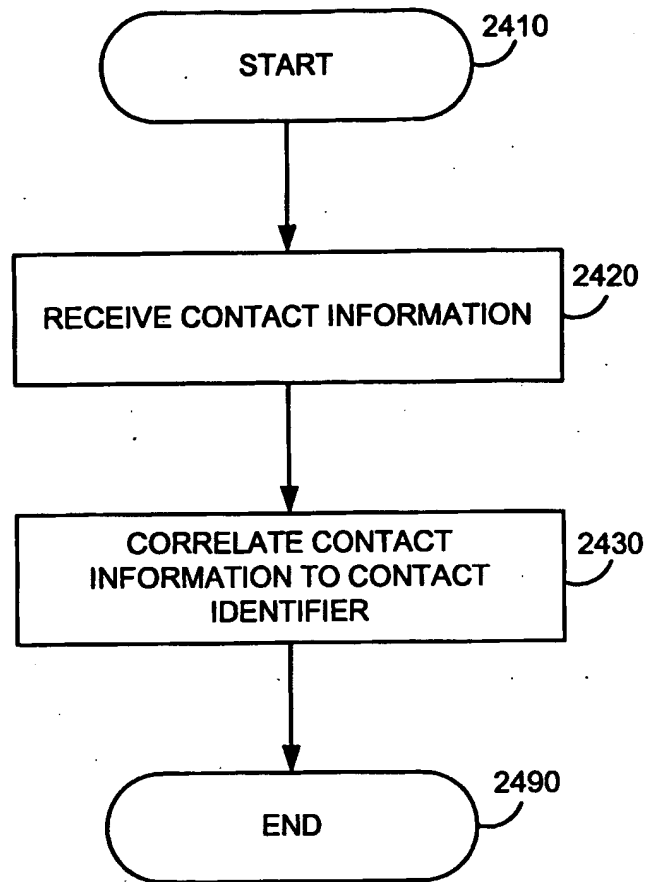 2410
START
2420
RECEIVE CONTACT INFORMATION
2430
CORRELATE CONTACT
INFORMATION TO CONTACT
IDENTIFIER
2490
END